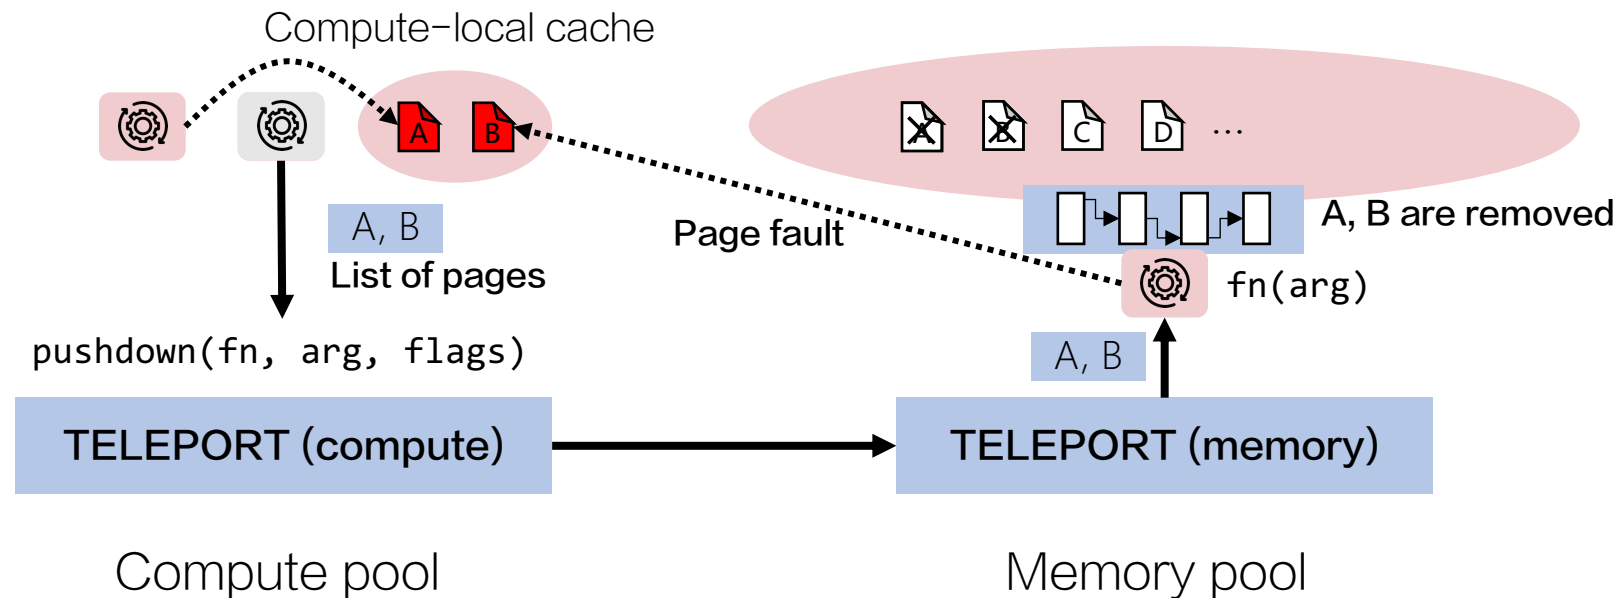 Compute-local cache
A
B
A
B
C
D
...
A, B
List of pages
Page fault
A, B are removed
fn(arg)
pushdown(fn, arg, flags)
A, B
TELEPORT (compute)
TELEPORT (memory)
Compute pool
Memory pool